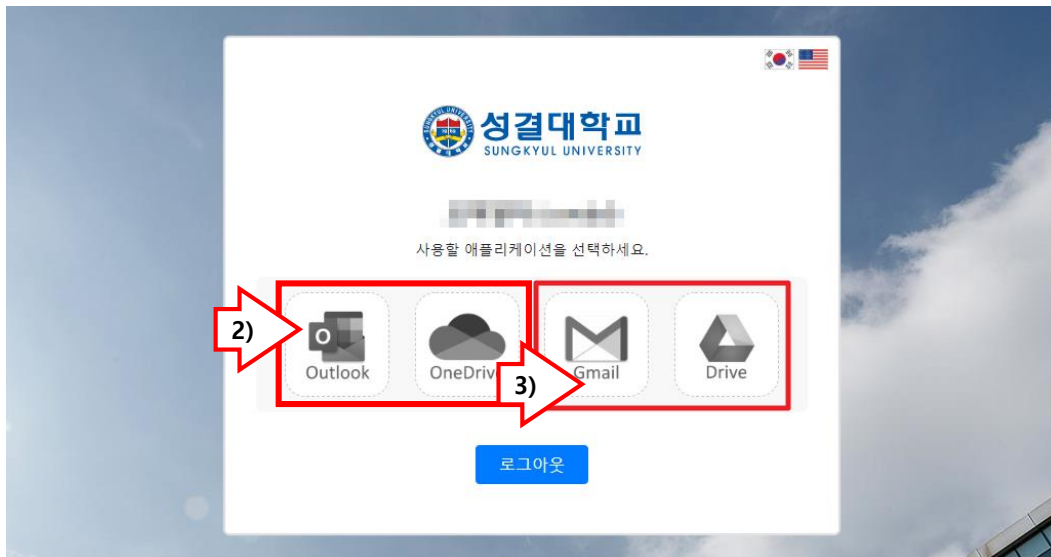 성결대학교
SUNGKYUL UNIVERSITY
사용할 애플리케이션을 선택하세요.
2)
Outlook
OneDrive
3)
Gmail
Drive
로그아웃